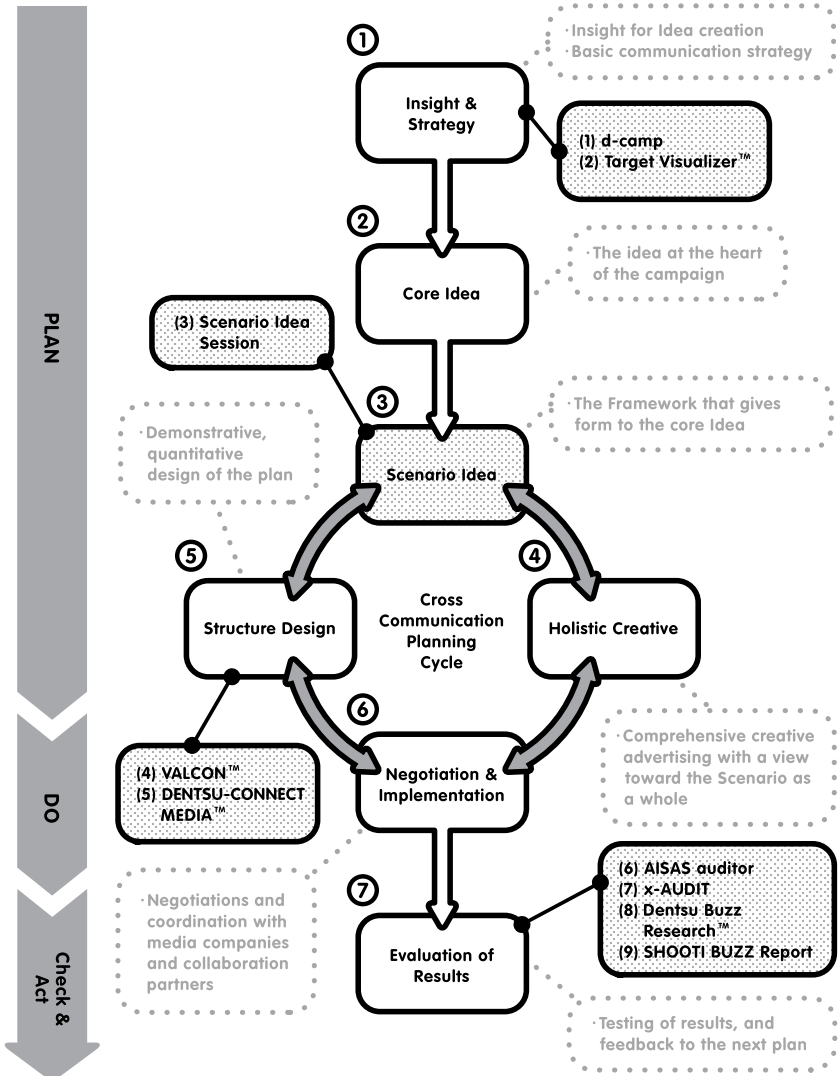 PLAN
DO
Check &
Act
1
Insight &
Strategy
·Insight for Idea creation
·Basic communication strategy
(1) d-camp
(2) Target Visualizer™
2
Core Idea
·The idea at the heart
of the campaign
(3) Scenario Idea
Session
3
Scenario Idea
·The Framework that gives
form to the core Idea
·Demonstrative,
quantitative
design of the plan
5
Structure Design
4
Holistic Creative
Cross
Communication
Planning
Cycle
6
Negotiation &
Implementation
(4) VALCON™
(5) DENTSU-CONNECT
MEDIA™
·Comprehensive creative
advertising with a view
toward the Scenario as
a whole
·Negotiations and
coordination with
media companies
and collaboration
partners
7
Evaluation of
Results
(6) AISAS auditor
(7) x-AUDIT
(8) Dentsu Buzz
Research™
(9) SHOOTI BUZZ Report
·Testing of results, and
feedback to the next plan